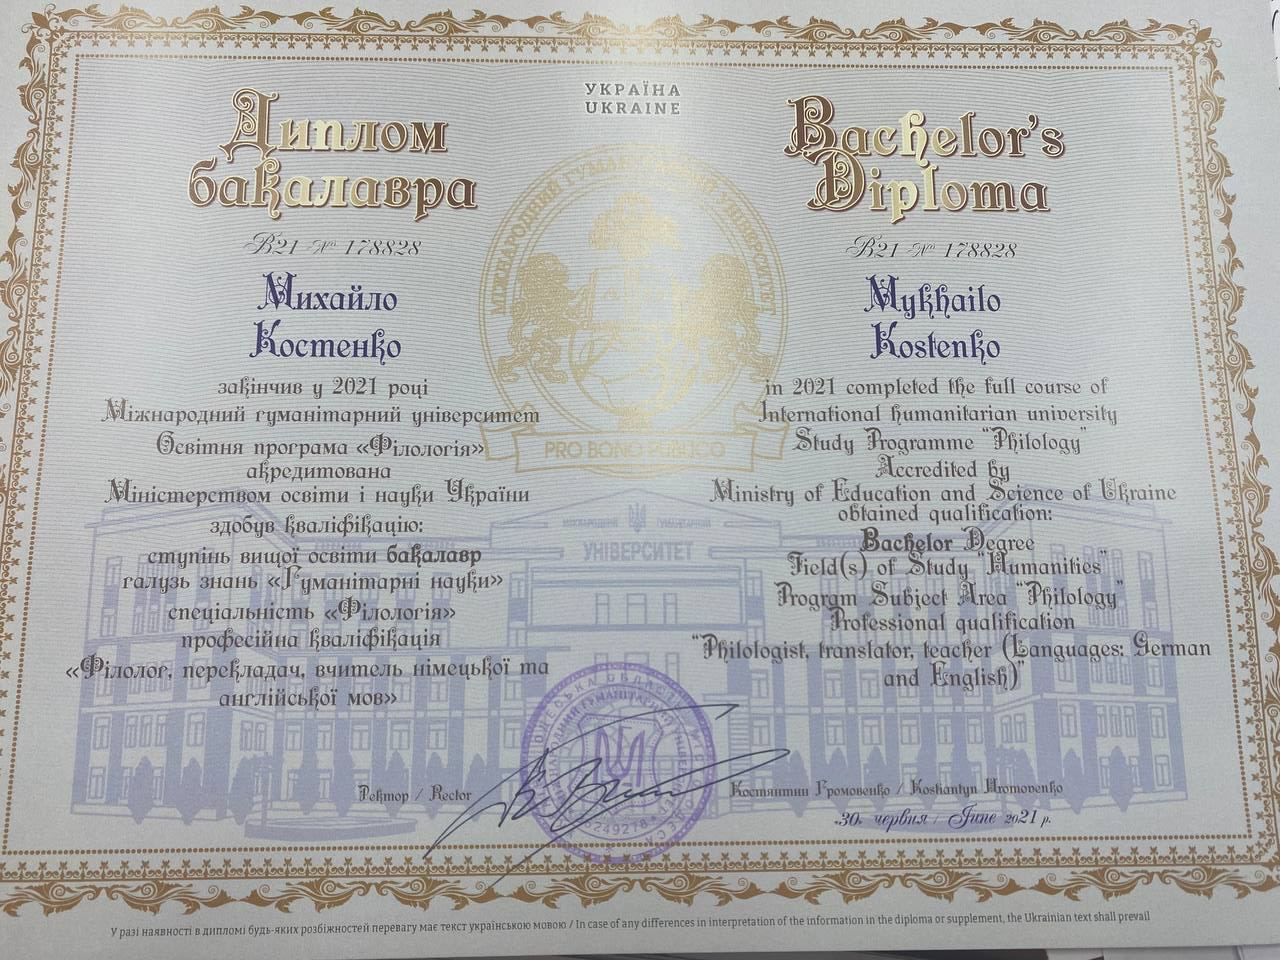 УКРАЇНА
UKRAINE
Диплом
бакалавра
B21 № 178828
Михайло
Костенко
закінчив у 2021 році
Міжнародний гуманітарний університет
Освітня програма «Філологія»
акредитована
Міністерством освіти і науки України
здобув кваліфікацію:
ступінь вищої освіти бакалавр
галузь знань «Гуманітарні науки»
спеціальність «Філологія»
професійна кваліфікація
«Філолог, перекладач, вчитель німецької та
англійської мов»
Bachelor's
Diploma
B21 № 178828
Mykhailo
Kostenko
in 2021 completed the full course of
International humanitarian university
Study Programme "Philology"
Accredited by
Ministry of Education and Science of Ukraine
obtained qualification:
Bachelor Degree
Field(s) of Study "Humanities"
Program Subject Area "Philology"
Professional qualification
"Philologist, translator, teacher (Languages: German
and English)"
МІЖНАРОДНИЙ ГУМАНІТАРНИЙ УНІВЕРСИТЕТ
PRO BONO PUBLICO
МІЖНАРОДНИЙ ГУМАНІТАРНИЙ
УНІВЕРСИТЕТ
Ректор / Rector
Костянтин Громовенко / Kostiantyn Hromovenko
30 червня / June 2021 р.
У разі наявності в дипломі будь-яких розбіжностей перевагу має текст українською мовою / In case of any differences in interpretation of the information in the diploma or supplement, the Ukrainian text shall prevail